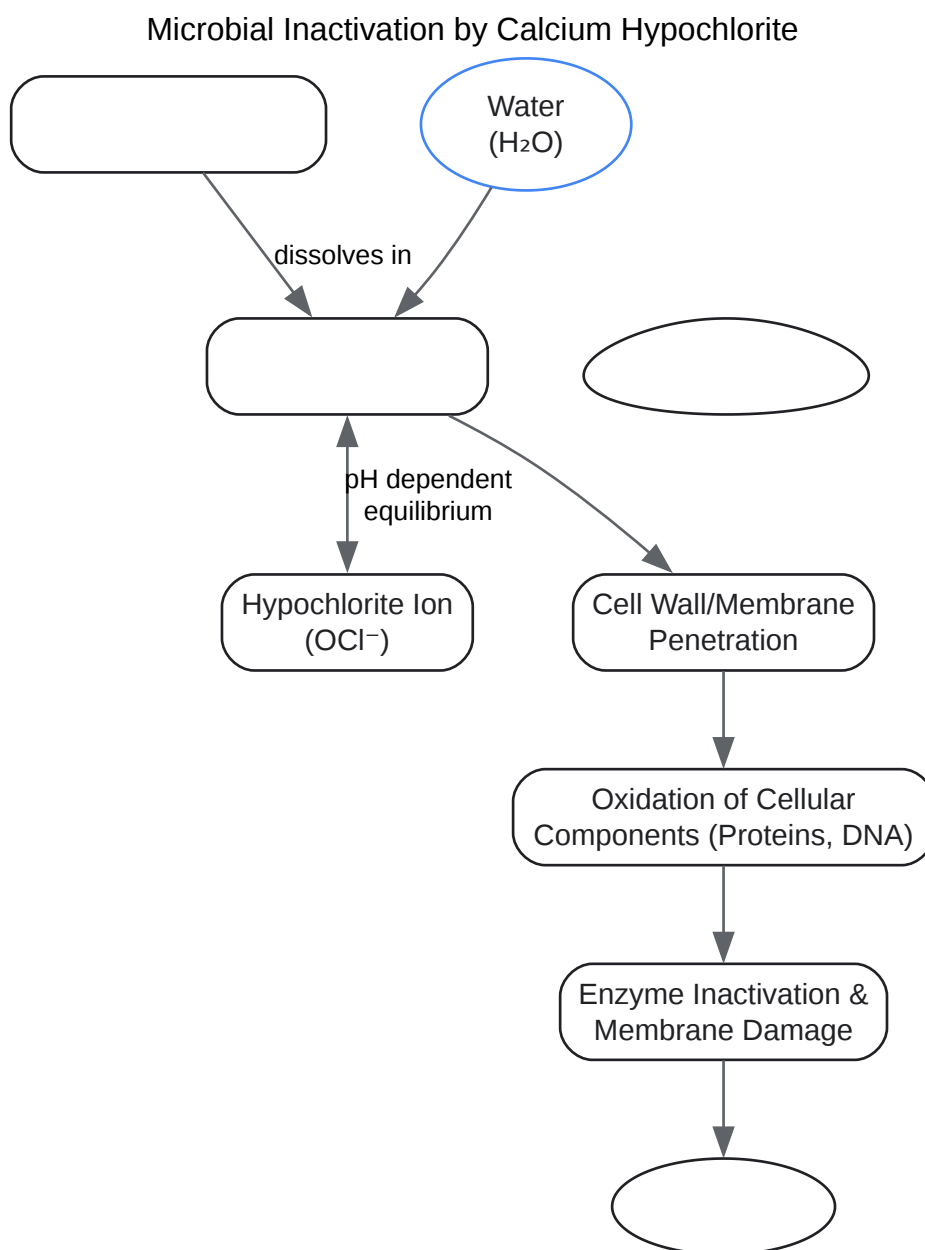 Microbial Inactivation by Calcium Hypochlorite
Water
(H₂O)
dissolves in
pH dependent
equilibrium
Hypochlorite Ion
(OCl⁻)
Cell Wall/Membrane
Penetration
Oxidation of Cellular
Components (Proteins, DNA)
Enzyme Inactivation &
Membrane Damage